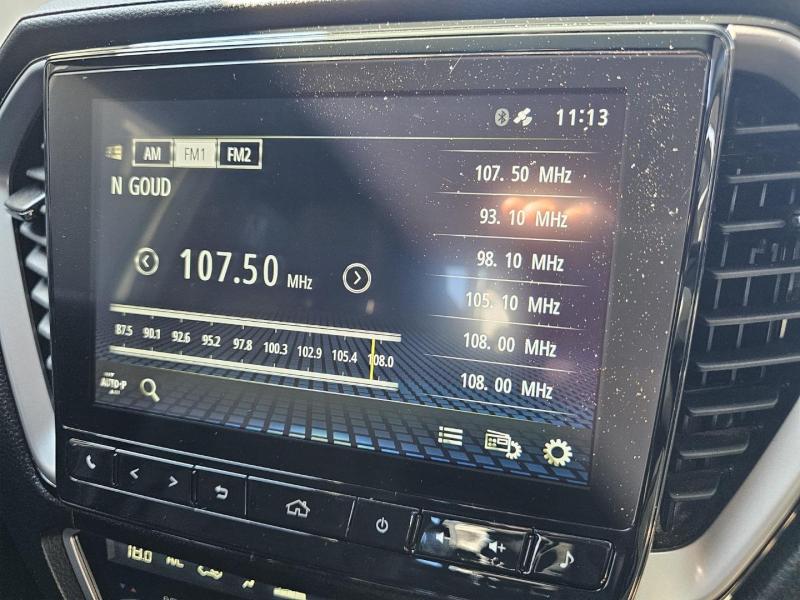 11:13
AM FM1 FM2
N GOUD
107.50 MHz
87.5 90.1 92.6 95.2 97.8 100.3 102.9 105.4 108.0
107. 50 MHz
93. 10 MHz
98. 10 MHz
105. 10 MHz
108. 00 MHz
108. 00 MHz
AUTO-P
18.0 A/C